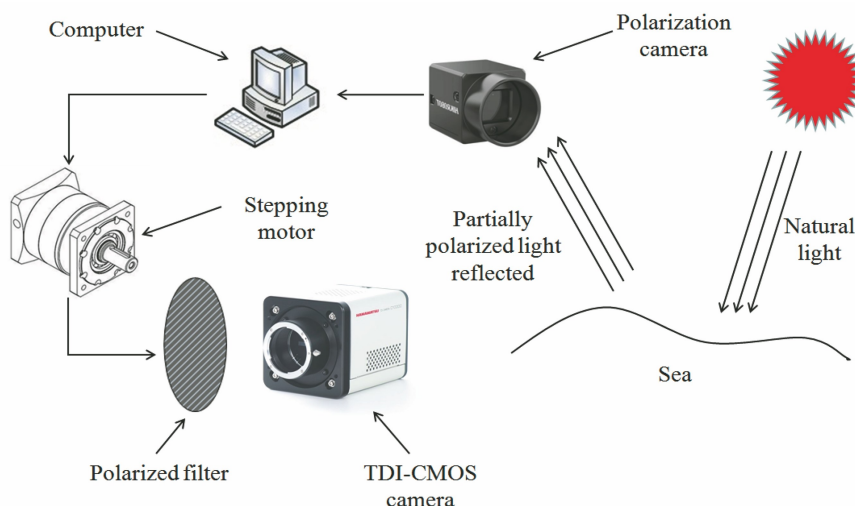 Computer
Polarization
camera
Stepping
motor
Partially
polarized light
reflected
Natural
light
Sea
Polarized filter
TDI-CMOS
camera